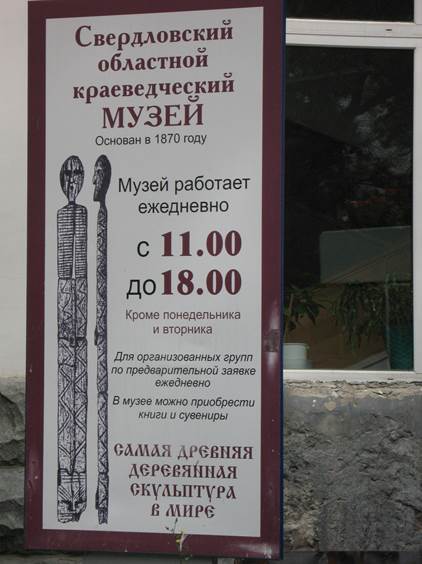 Свердловский
областной
краеведческий
МУЗЕЙ
Основан в 1870 году
Музей работает
ежедневно
с 11.00
до 18.00
Кроме понедельника
и вторника
Для организованных групп
по предварительной заявке
ежедневно
В музее можно приобрести
книги и сувениры
САМАЯ ДРЕВНЯЯ
ДЕРЕВЯННАЯ
СКУЛЬПТУРА
В МИРЕ